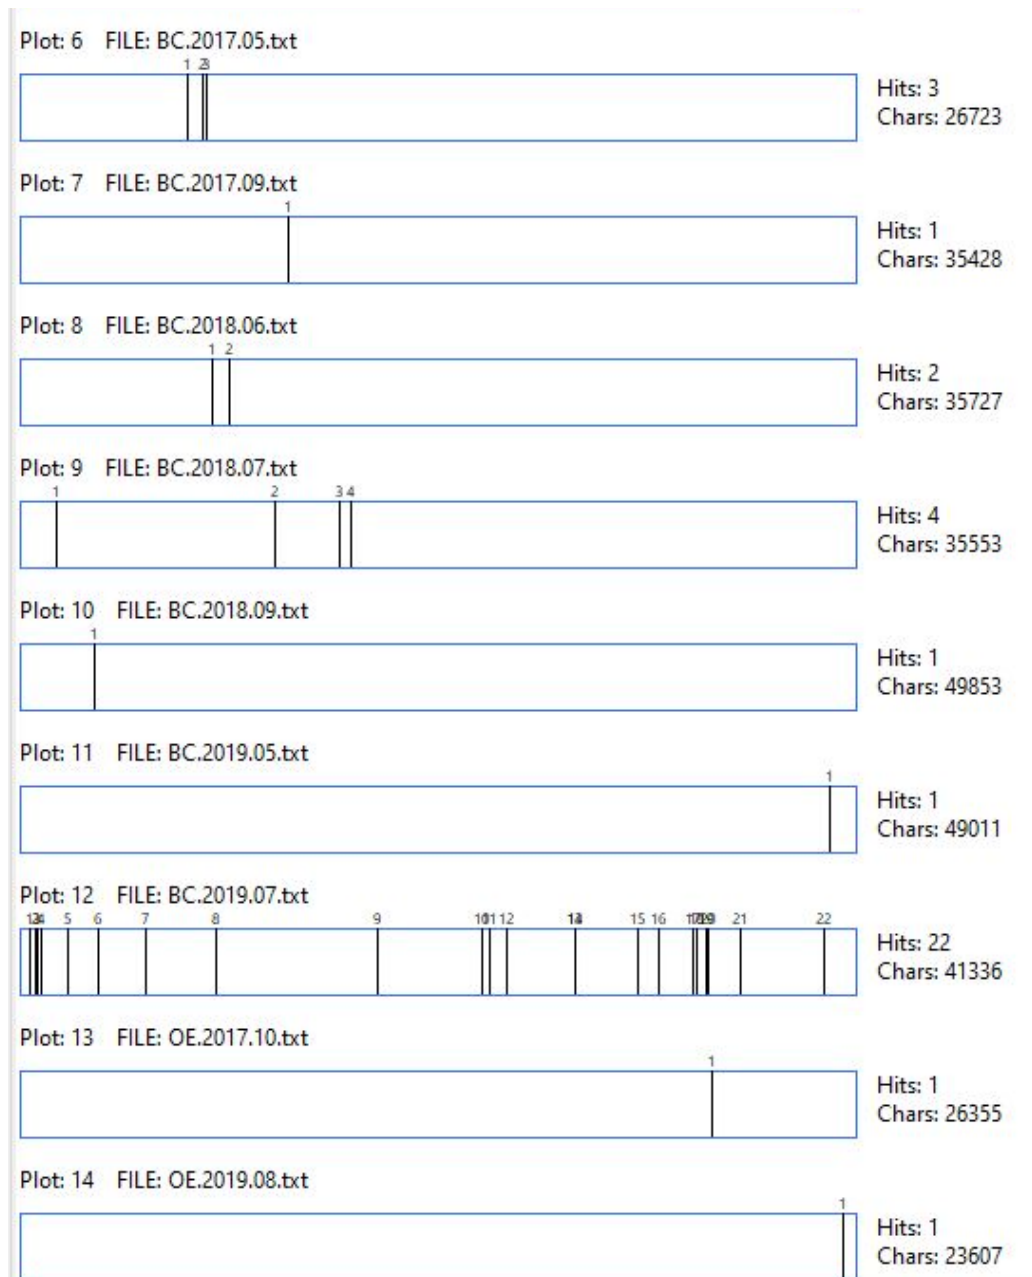 Plot: 6 FILE: BC.2017.05.txt
1 2 3
Hits: 3
Chars: 26723
Plot: 7 FILE: BC.2017.09.txt
1
Hits: 1
Chars: 35428
Plot: 8 FILE: BC.2018.06.txt
1 2
Hits: 2
Chars: 35727
Plot: 9 FILE: BC.2018.07.txt
1 2 3 4
Hits: 4
Chars: 35553
Plot: 10 FILE: BC.2018.09.txt
1
Hits: 1
Chars: 49853
Plot: 11 FILE: BC.2019.05.txt
1
Hits: 1
Chars: 49011
Plot: 12 FILE: BC.2019.07.txt
5 6 7 8 9 10 11 12 15 16 21 22
Hits: 22
Chars: 41336
Plot: 13 FILE: OE.2017.10.txt
1
Hits: 1
Chars: 26355
Plot: 14 FILE: OE.2019.08.txt
1
Hits: 1
Chars: 23607